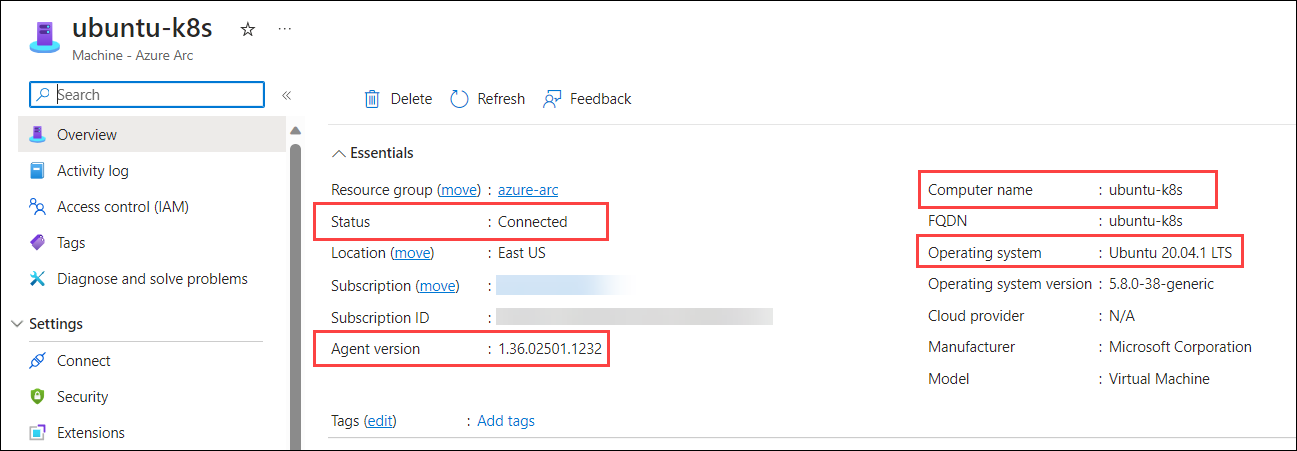 ubuntu-k8s
Machine - Azure Arc
Search
Overview
Activity log
Access control (IAM)
Tags
Diagnose and solve problems
Settings
Connect
Security
Extensions
Delete Refresh Feedback
Essentials
Resource group (move) : azure-arc
Status : Connected
Location (move) : East US
Subscription (move) :
Subscription ID :
Agent version : 1.36.02501.1232
Computer name : ubuntu-k8s
FQDN : ubuntu-k8s
Operating system : Ubuntu 20.04.1 LTS
Operating system version : 5.8.0-38-generic
Cloud provider : N/A
Manufacturer : Microsoft Corporation
Model : Virtual Machine
Tags (edit) : Add tags